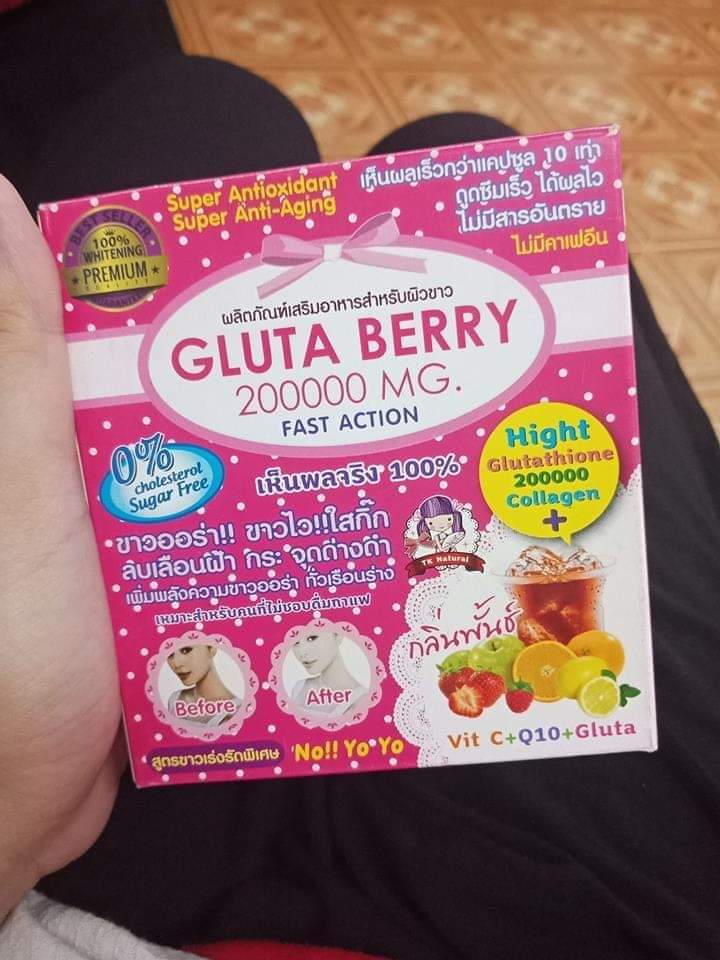 Super Antioxidant
Super Anti-Aging
เห็นผลเร็วกว่าแคปซูล 10 เท่า
ดูดซึมเร็ว ได้ผลไว
ไม่มีสารอันตราย
ไม่มีคาเฟอีน
BEST SELLER
100%
WHITENING
PREMIUM
QUALITY
GUARANTEE
ผลิตภัณฑ์เสริมอาหารสำหรับผิวขาว
GLUTA BERRY
200000 MG.
FAST ACTION
0%
Cholesterol
Sugar Free
เห็นผลจริง 100%
Hight
Glutathione
200000
Collagen
+
ขาวออร่า!! ขาวไว!!ใสกิ๊ก
ลบเลือนฝ้า กระ จุดด่างดำ
เพิ่มพลังความขาวออร่า ทั่วเรือนร่าง
เหมาะสำหรับคนที่ไม่ชอบดื่มกาแฟ
TK Natural
กลิ่นพั้นช์
Before
After
สูตรขาวเร่งรัดพิเศษ
No!! Yo Yo
Vit C+Q10+Gluta